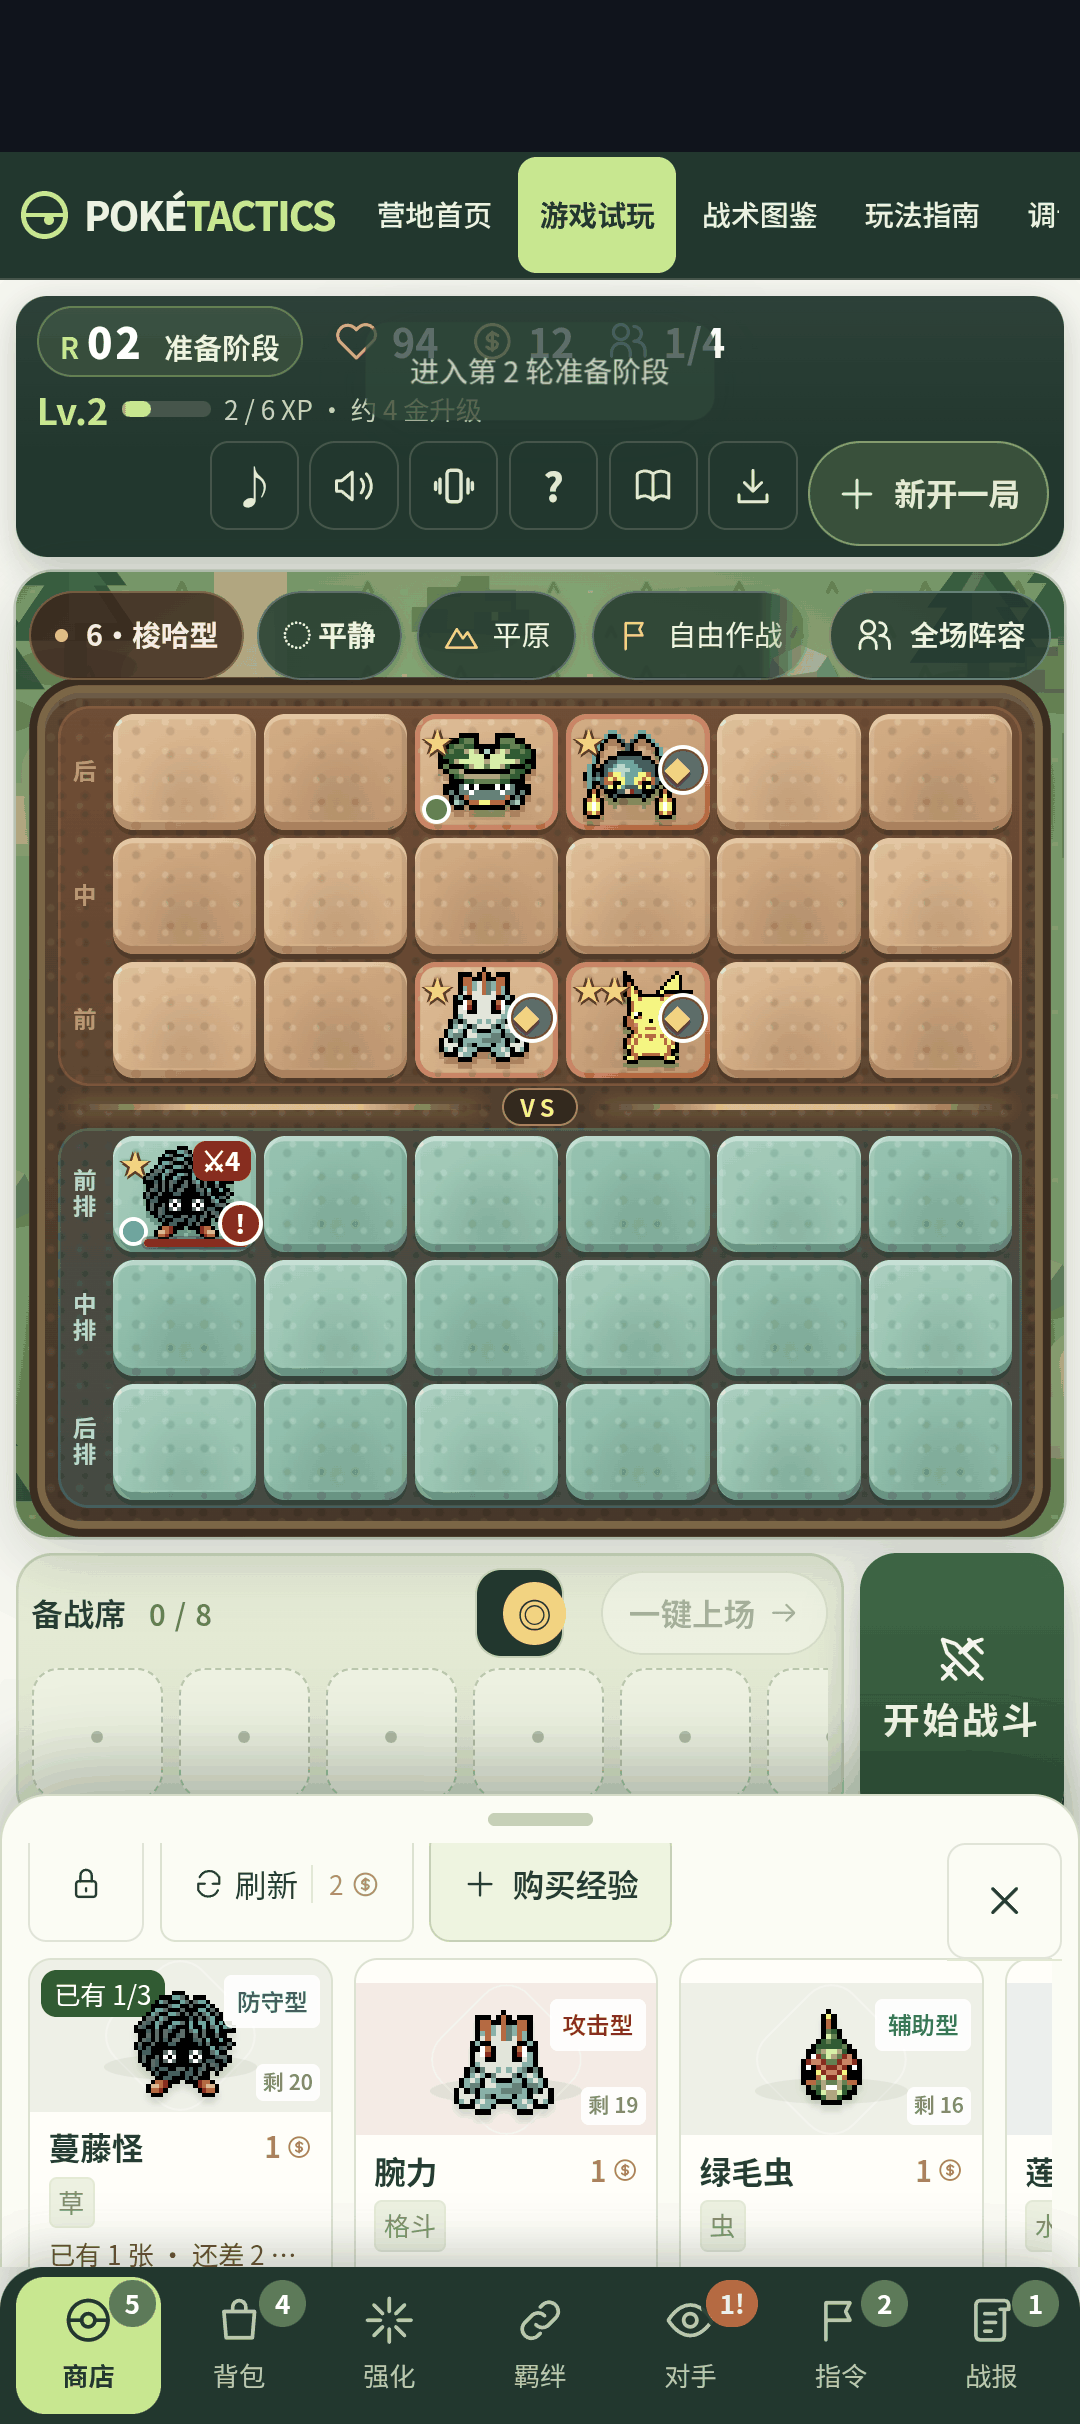 POKÉTACTICS 营地首页 游戏试玩 战术图鉴 玩法指南 调
R 02 准备阶段 94 12 1/4
进入第 2 轮准备阶段
Lv.2 2 / 6 XP · 约 4 金升级
? 新开一局
6 · 梭哈型 平静 平原 自由作战 全场阵容
后
中
前
VS
前排 4 !
中排
后排
备战席 0 / 8 一键上场
开始战斗
刷新 2 购买经验
已有 1/3 防守型 攻击型 辅助型
剩 20 剩 19 剩 16
蔓藤怪 1 腕力 1 绿毛虫 1 莲
草 格斗 虫 水
已有 1 张 · 还差 2 ...
5 4 1! 2 1
商店 背包 强化 羁绊 对手 指令 战报